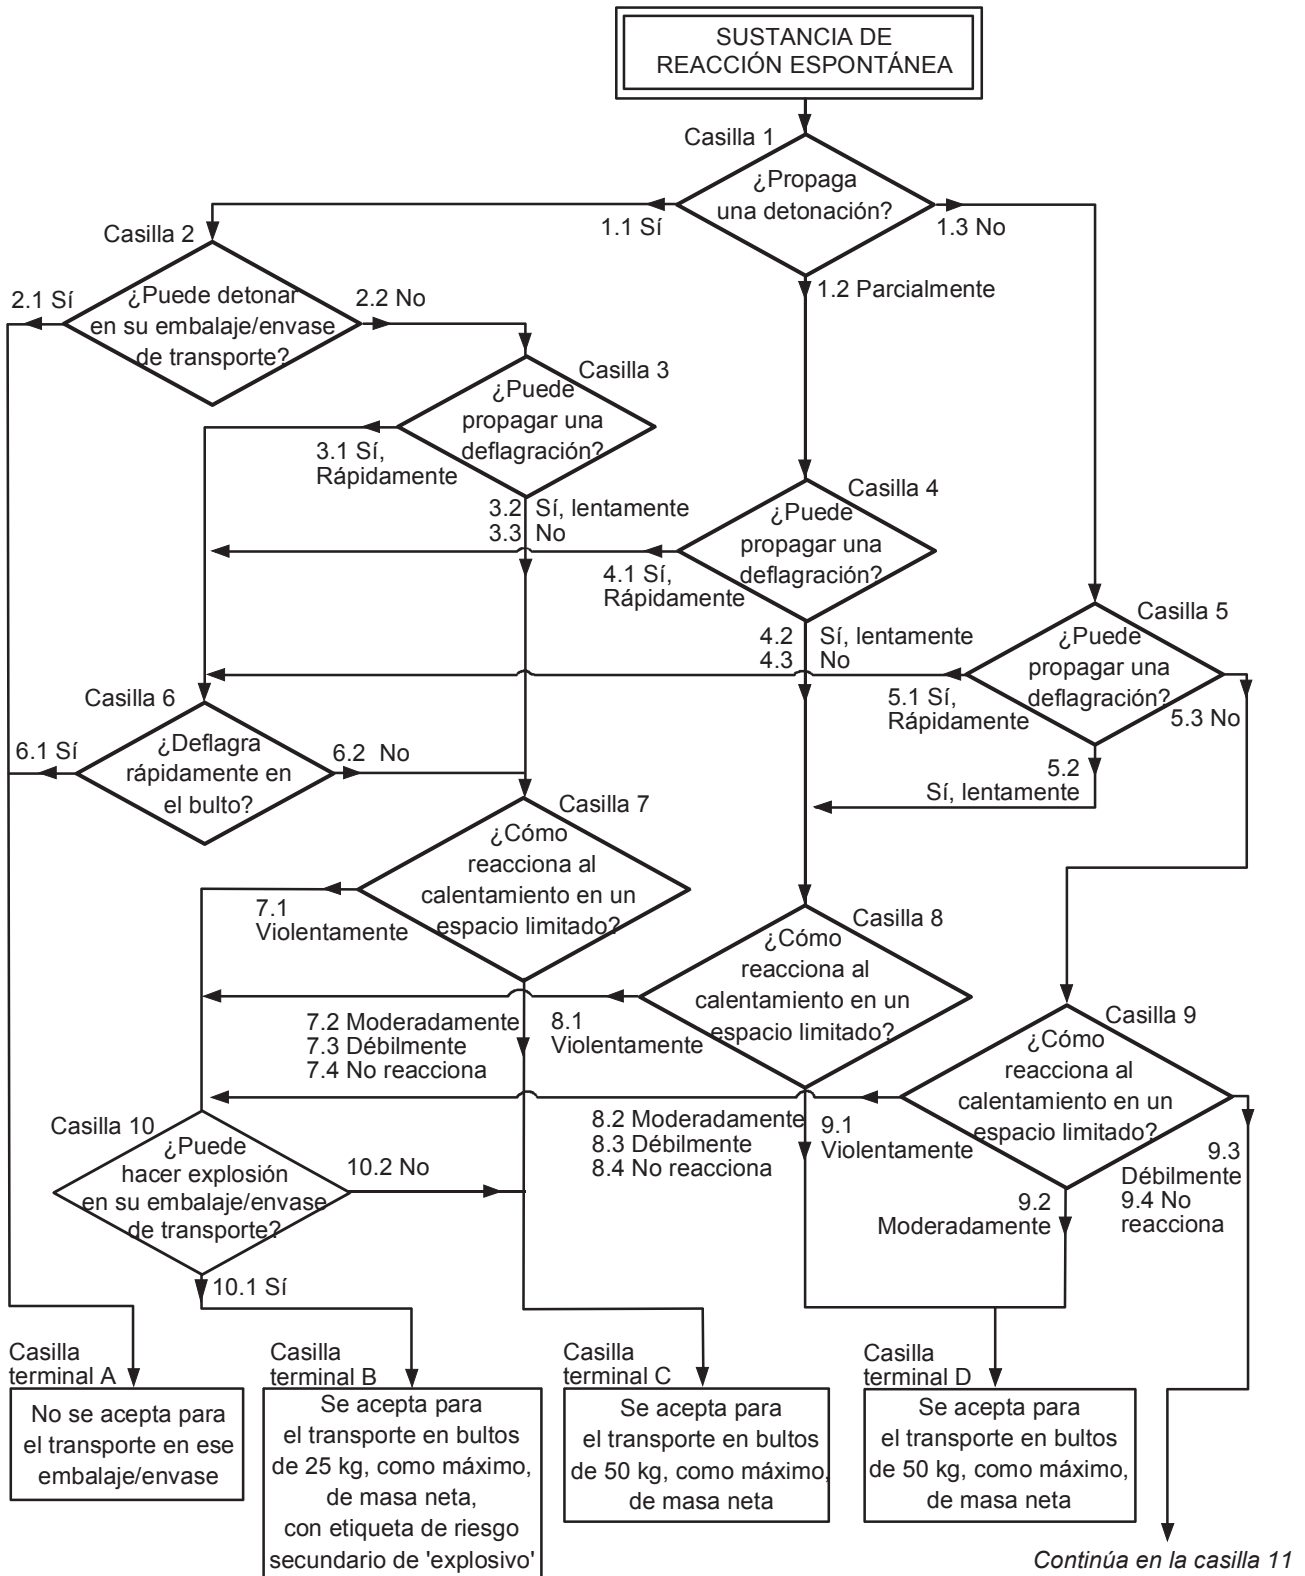 SUSTANCIA DE
REACCIÓN ESPONTÁNEA
Casilla 1
¿Propaga
una detonación?
1.1 Sí
1.3 No
1.2 Parcialmente
Casilla 2
¿Puede detonar
en su embalaje/envase
de transporte?
2.1 Sí
2.2 No
Casilla 3
¿Puede
propagar una
deflagración?
3.1 Sí,
Rápidamente
3.2 Sí, lentamente
3.3 No
Casilla 4
¿Puede
propagar una
deflagración?
4.1 Sí,
Rápidamente
4.2 Sí, lentamente
4.3 No
Casilla 5
¿Puede
propagar una
deflagración?
5.1 Sí,
Rápidamente
5.3 No
5.2
Sí, lentamente
Casilla 6
¿Deflagra
rápidamente en
el bulto?
6.1 Sí
6.2 No
Casilla 7
¿Cómo
reacciona al
calentamiento en un
espacio limitado?
7.1
Violentamente
7.2 Moderadamente
7.3 Débilmente
7.4 No reacciona
Casilla 8
¿Cómo
reacciona al
calentamiento en un
espacio limitado?
8.1
Violentamente
8.2 Moderadamente
8.3 Débilmente
8.4 No reacciona
Casilla 9
¿Cómo
reacciona al
calentamiento en un
espacio limitado?
9.1
Violentamente
9.2
Moderadamente
9.3
Débilmente
9.4 No
reacciona
Casilla 10
¿Puede
hacer explosión
en su embalaje/envase
de transporte?
10.2 No
10.1 Sí
Casilla
terminal A
No se acepta para
el transporte en ese
embalaje/envase
Casilla
terminal B
Se acepta para
el transporte en bultos
de 25 kg, como máximo,
de masa neta,
con etiqueta de riesgo
secundario de 'explosivo'
Casilla
terminal C
Se acepta para
el transporte en bultos
de 50 kg, como máximo,
de masa neta
Casilla
terminal D
Se acepta para
el transporte en bultos
de 50 kg, como máximo,
de masa neta
Continúa en la casilla 11